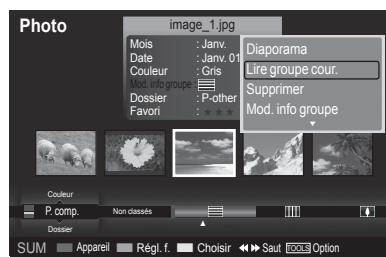 Photo
image_1.jpg
Mois : Janv.
Date : Janv. 01
Couleur : Gris
Mod. info groupe :
Dossier : P-other
Favori : ★ ★ ★
Diaporama
Lire groupe cour.
Supprimer
Mod. info groupe
Couleur
P. comp.
Non classés
Dossier
SUM Appareil Régl. f. Choisir Saut TOOLS Option